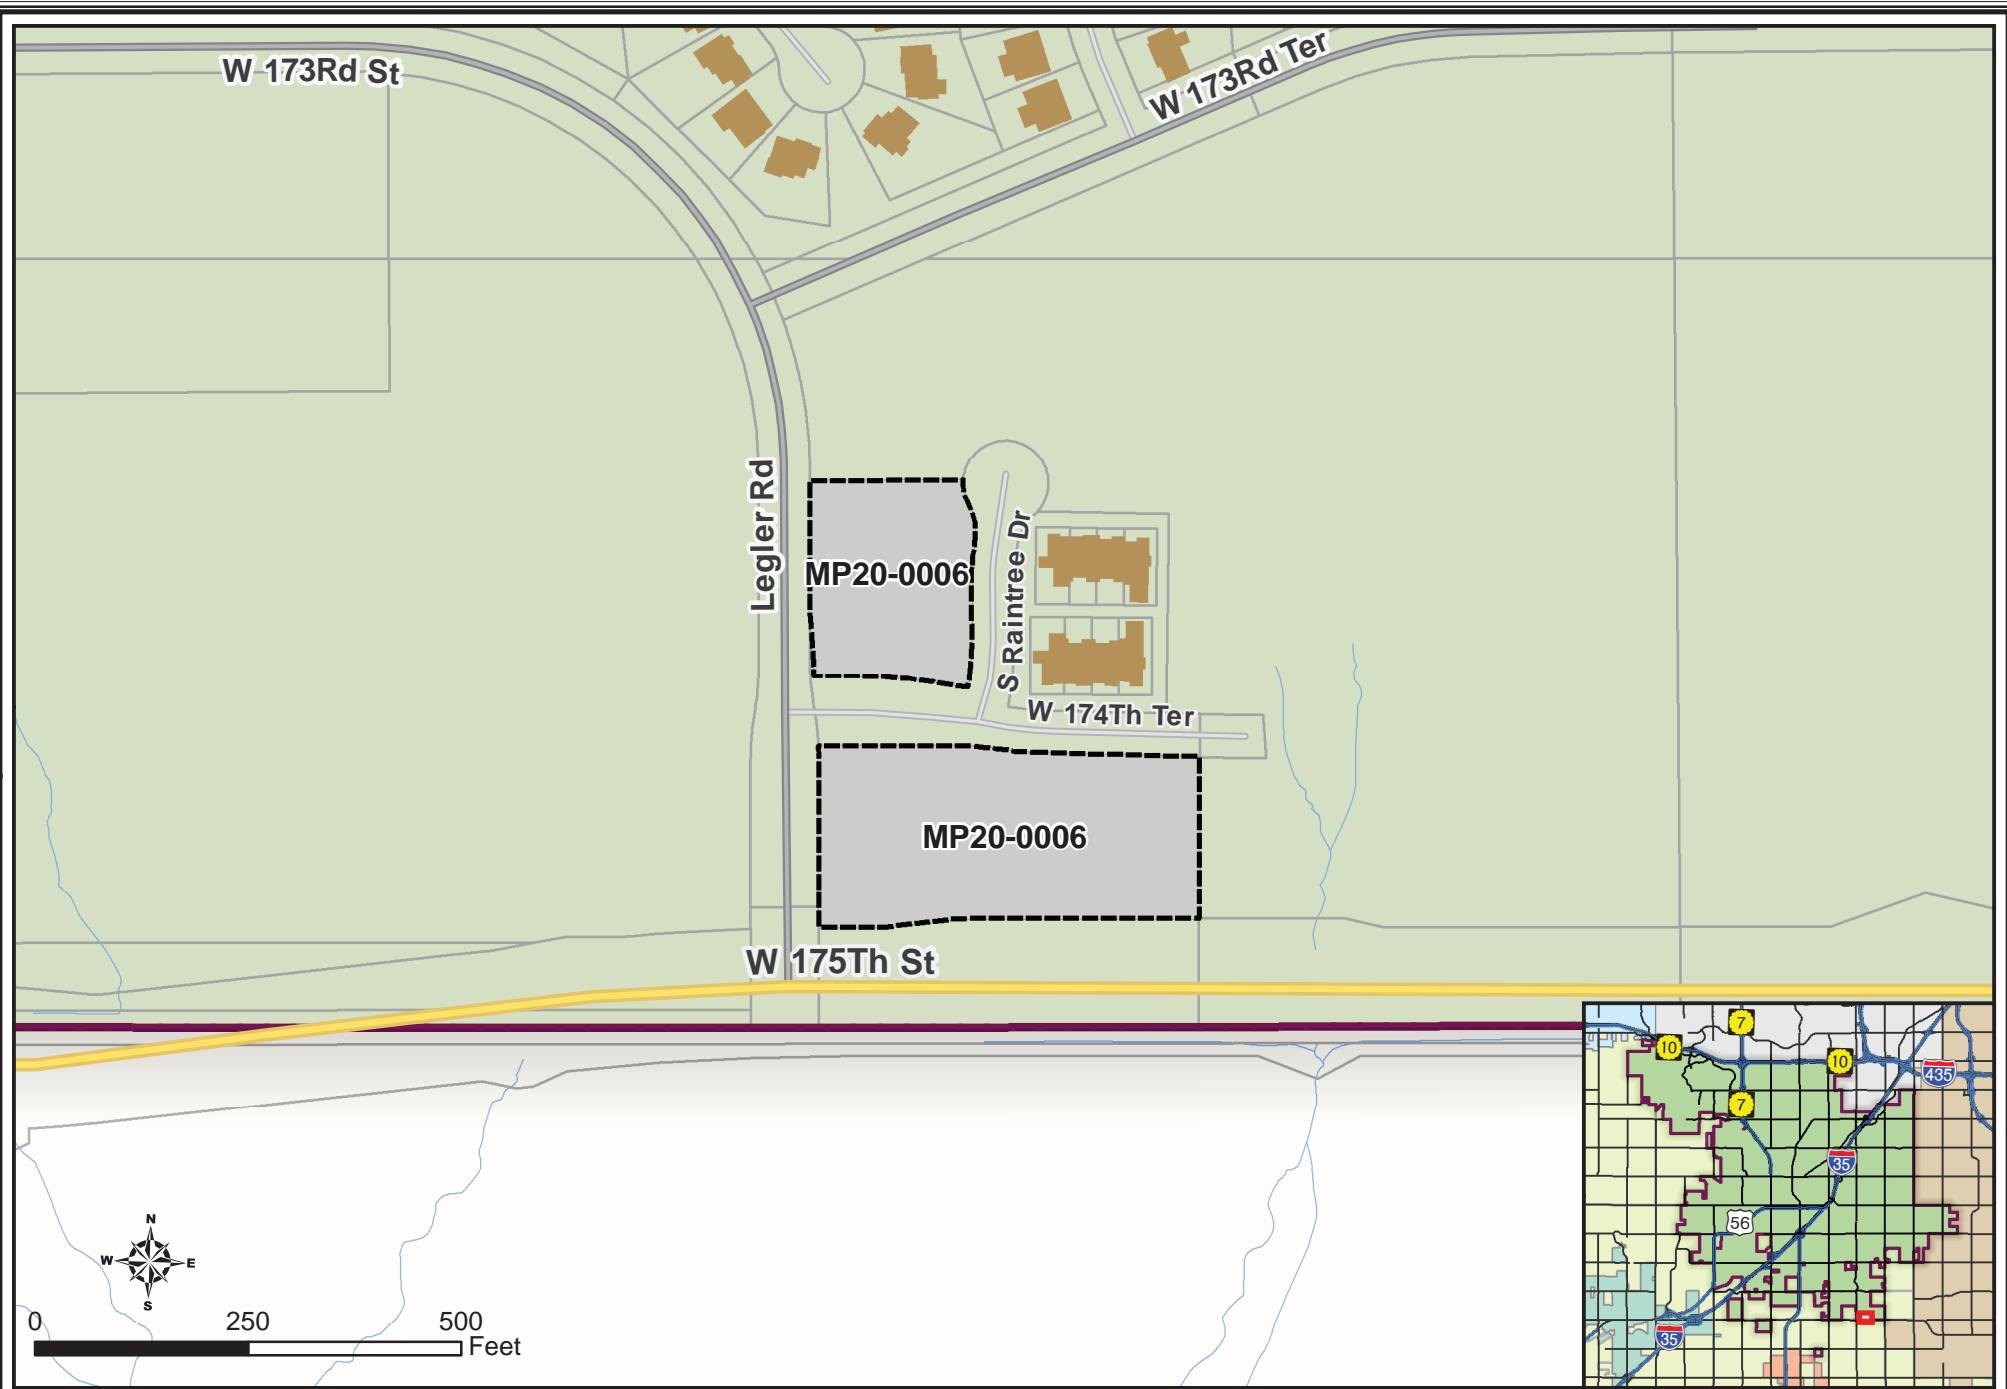 W 173Rd St
W 173Rd Ter
Legler Rd
MP20-0006
S Raintree Dr
W 174Th Ter
MP20-0006
W 175Th St
7
10
10
435
7
35
56
35
N
W E
S
0 250 500
Feet